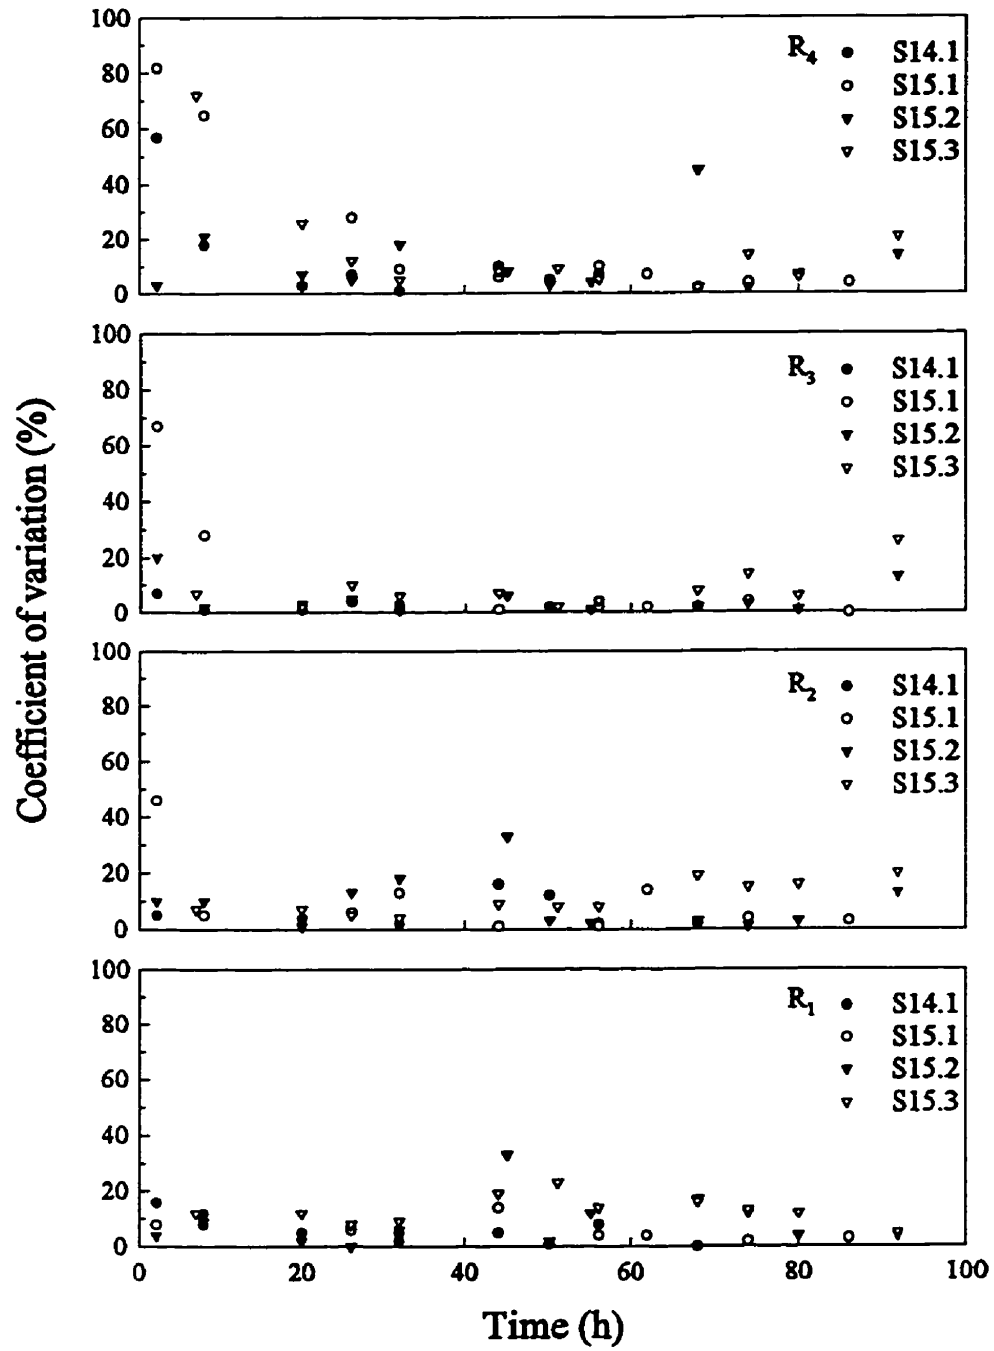 Coefficient of variation (%)
100
80
60
40
20
0
R4 S14.1
S15.1
S15.2
S15.3
100
80
60
40
20
0
R3 S14.1
S15.1
S15.2
S15.3
100
80
60
40
20
0
R2 S14.1
S15.1
S15.2
S15.3
100
80
60
40
20
0
R1 S14.1
S15.1
S15.2
S15.3
0 20 40 60 80 100
Time (h)